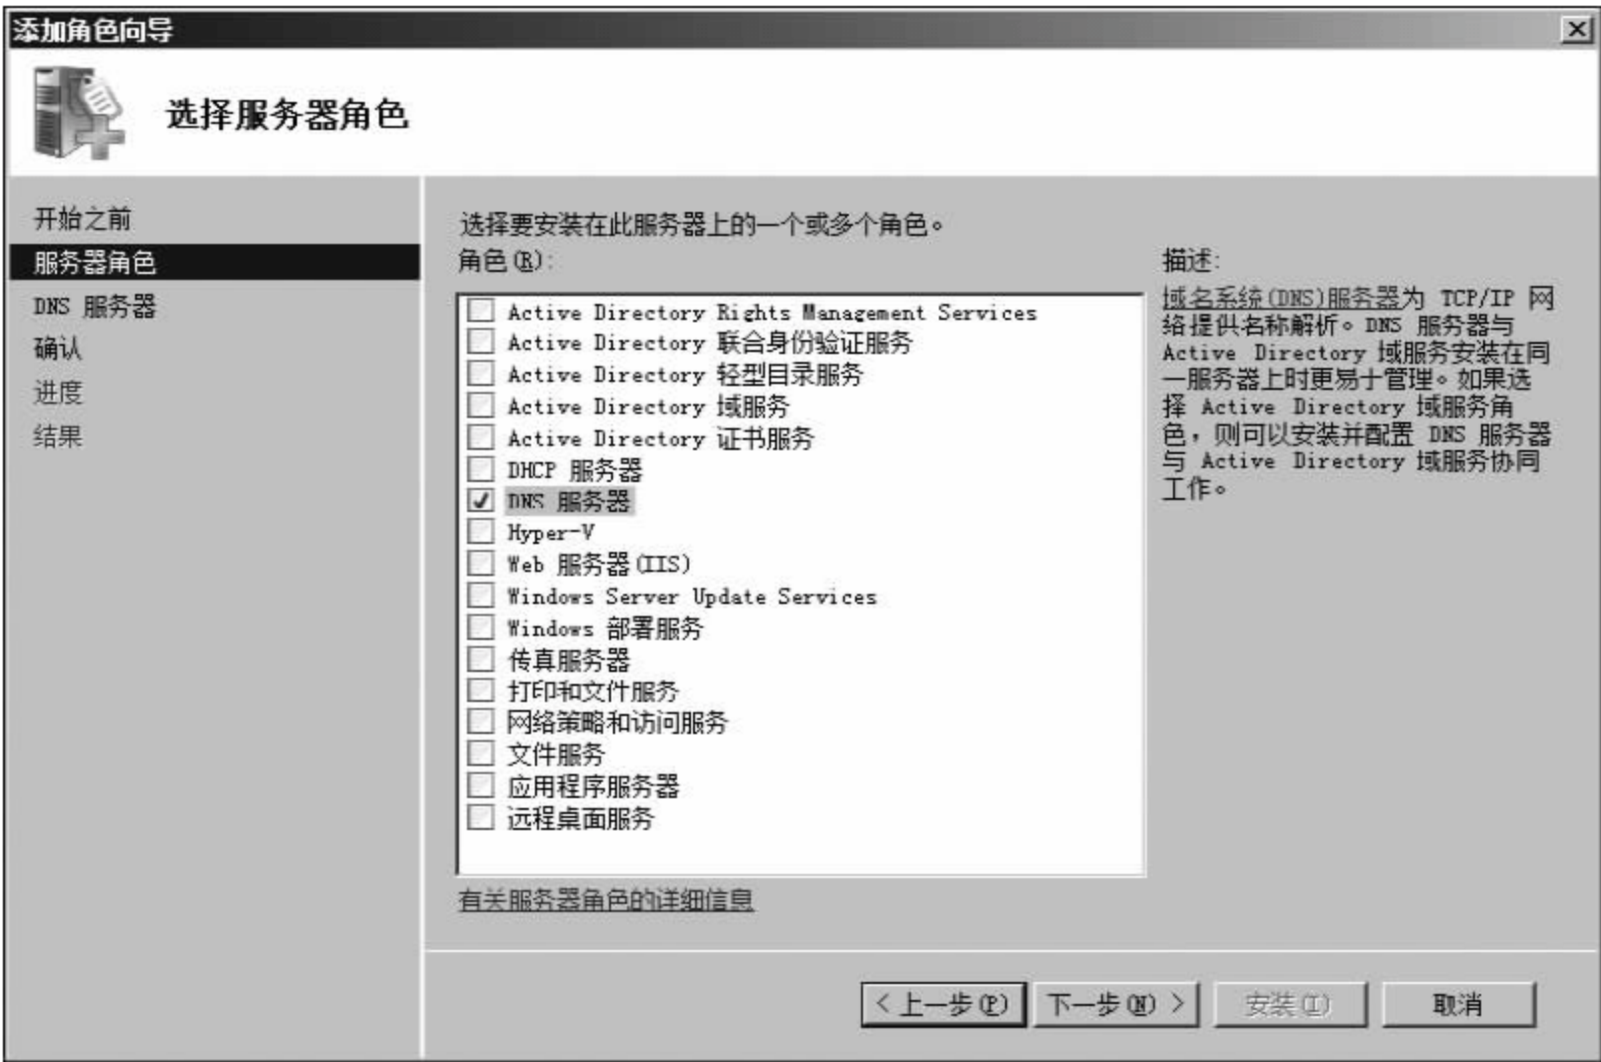 添加角色向导
选择服务器角色
开始之前
服务器角色
DNS 服务器
确认
进度
结果
选择要安装在此服务器上的一个或多个角色。
角色(R):
Active Directory Rights Management Services
Active Directory 联合身份验证服务
Active Directory 轻型目录服务
Active Directory 域服务
Active Directory 证书服务
DHCP 服务器
DNS 服务器
Hyper-V
Web 服务器(IIS)
Windows Server Update Services
Windows 部署服务
传真服务器
打印和文件服务
网络策略和访问服务
文件服务
应用程序服务器
远程桌面服务
有关服务器角色的详细信息
描述:
域名系统(DNS)服务器为 TCP/IP 网
络提供名称解析。DNS 服务器与
Active Directory 域服务安装在同
一服务器上时更易于管理。如果选
择 Active Directory 域服务角
色，则可以安装并配置 DNS 服务器
与 Active Directory 域服务协同
工作。
< 上一步(P)
下一步(N) >
安装(I)
取消